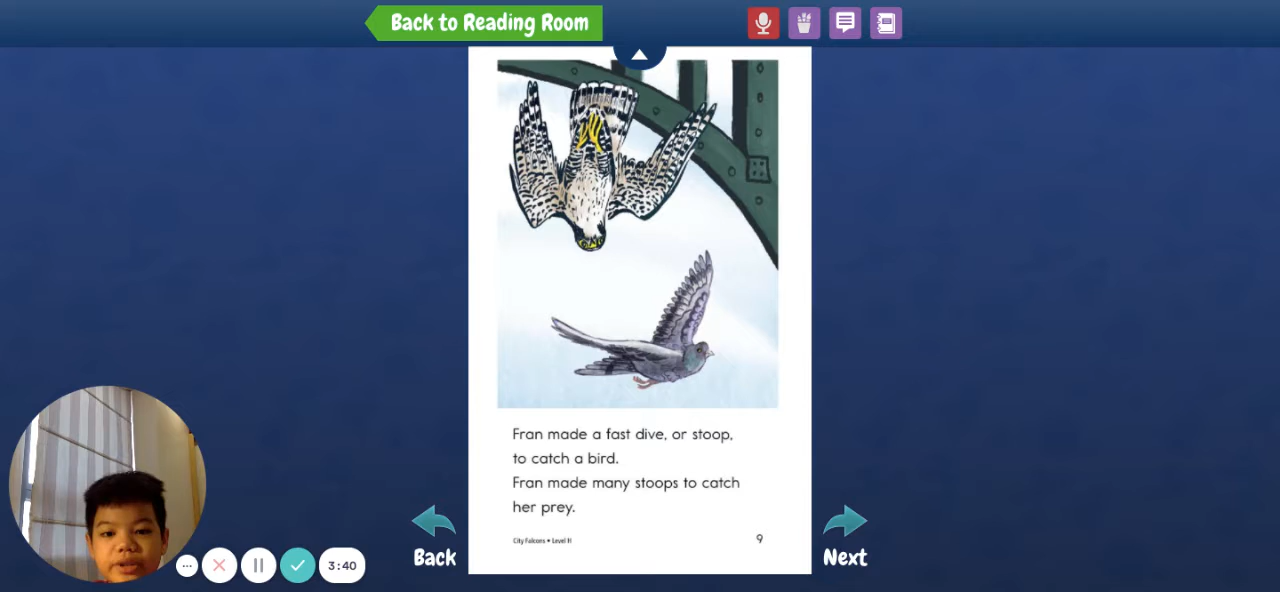 Back to Reading Room
Fran made a fast dive, or stoop,
to catch a bird.
Fran made many stoops to catch
her prey.
City Falcons • Level H
9
Back
Next
3:40